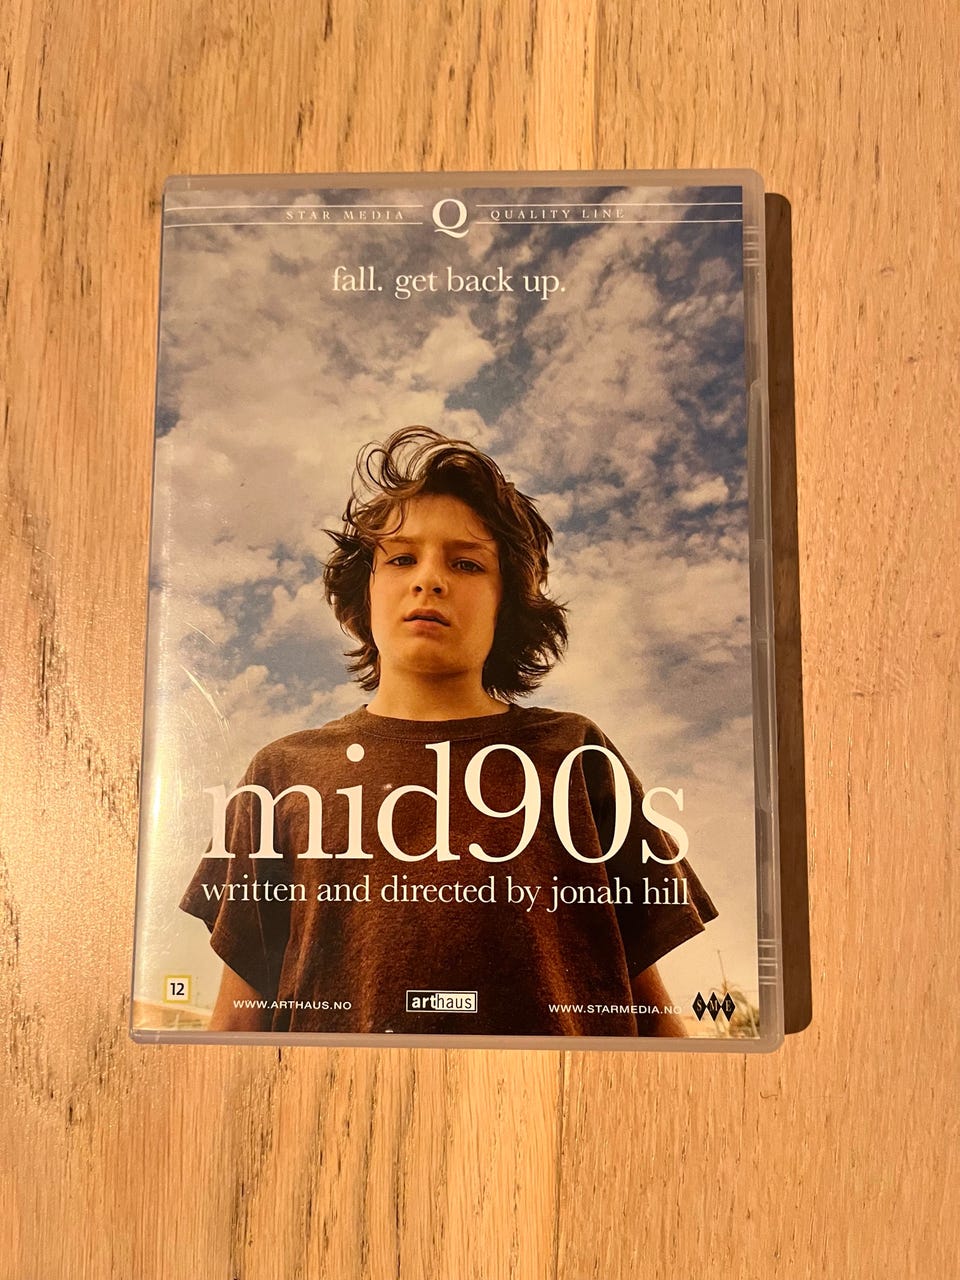 STAR MEDIA Q QUALITY LINE
fall. get back up.
mid90s
written and directed by jonah hill
12
WWW.ARTHAUS.NO arthaus WWW.STARMEDIA.NO SME